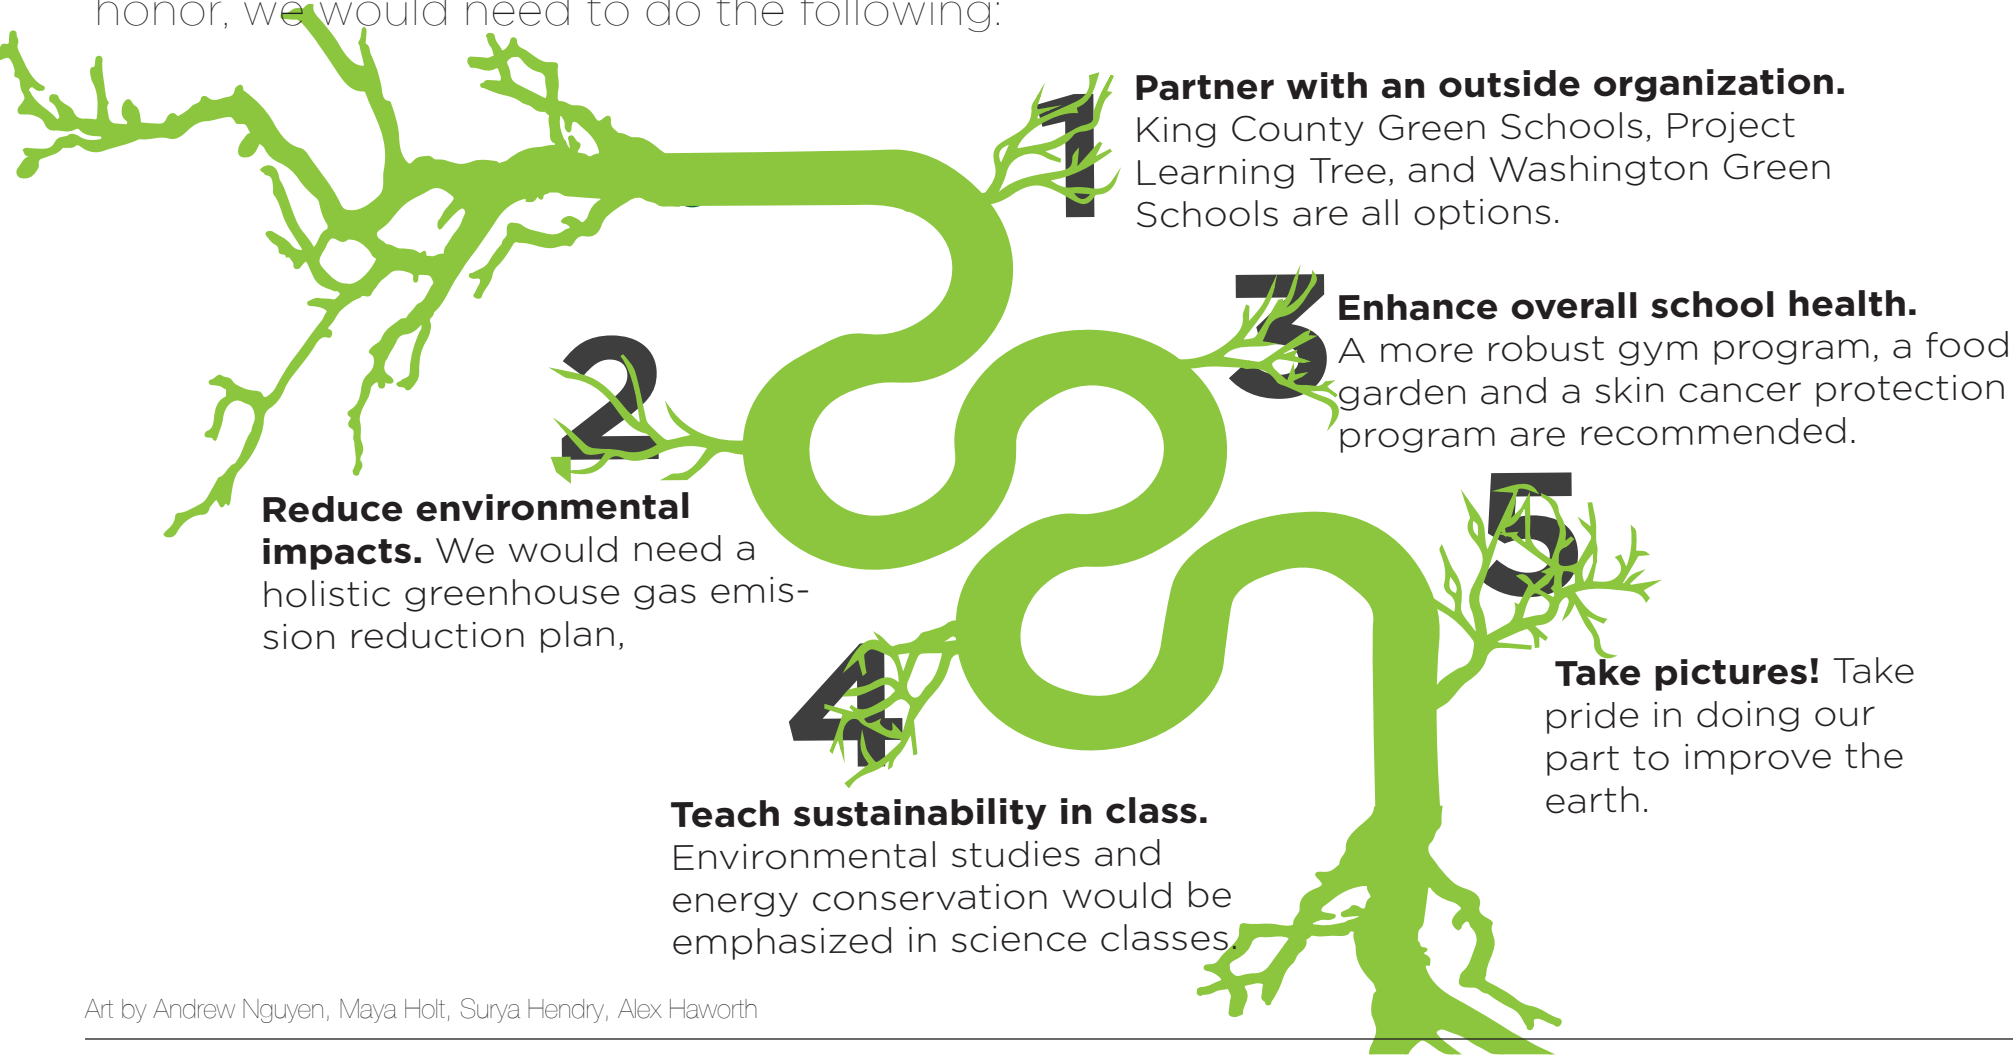 honor, we would need to do the following:
1
Partner with an outside organization.
King County Green Schools, Project
Learning Tree, and Washington Green
Schools are all options.
2
Reduce environmental
impacts. We would need a
holistic greenhouse gas emis-
sion reduction plan,
3
Enhance overall school health.
A more robust gym program, a food
garden and a skin cancer protection
program are recommended.
4
Teach sustainability in class.
Environmental studies and
energy conservation would be
emphasized in science classes.
5
Take pictures! Take
pride in doing our
part to improve the
earth.
Art by Andrew Nguyen, Maya Holt, Surya Hendry, Alex Haworth